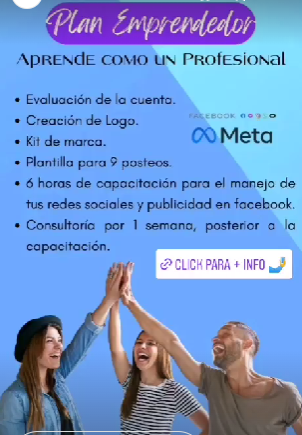 Plan Emprendedor
Aprende como un Profesional
• Evaluación de la cuenta.
• Creación de Logo.
• Kit de marca.
• Plantilla para 9 posteos.
• 6 horas de capacitación para el manejo de
tus redes sociales y publicidad en facebook.
• Consultoría por 1 semana, posterior a la
capacitación.
FACEBOOK
Meta
CLICK PARA + INFO